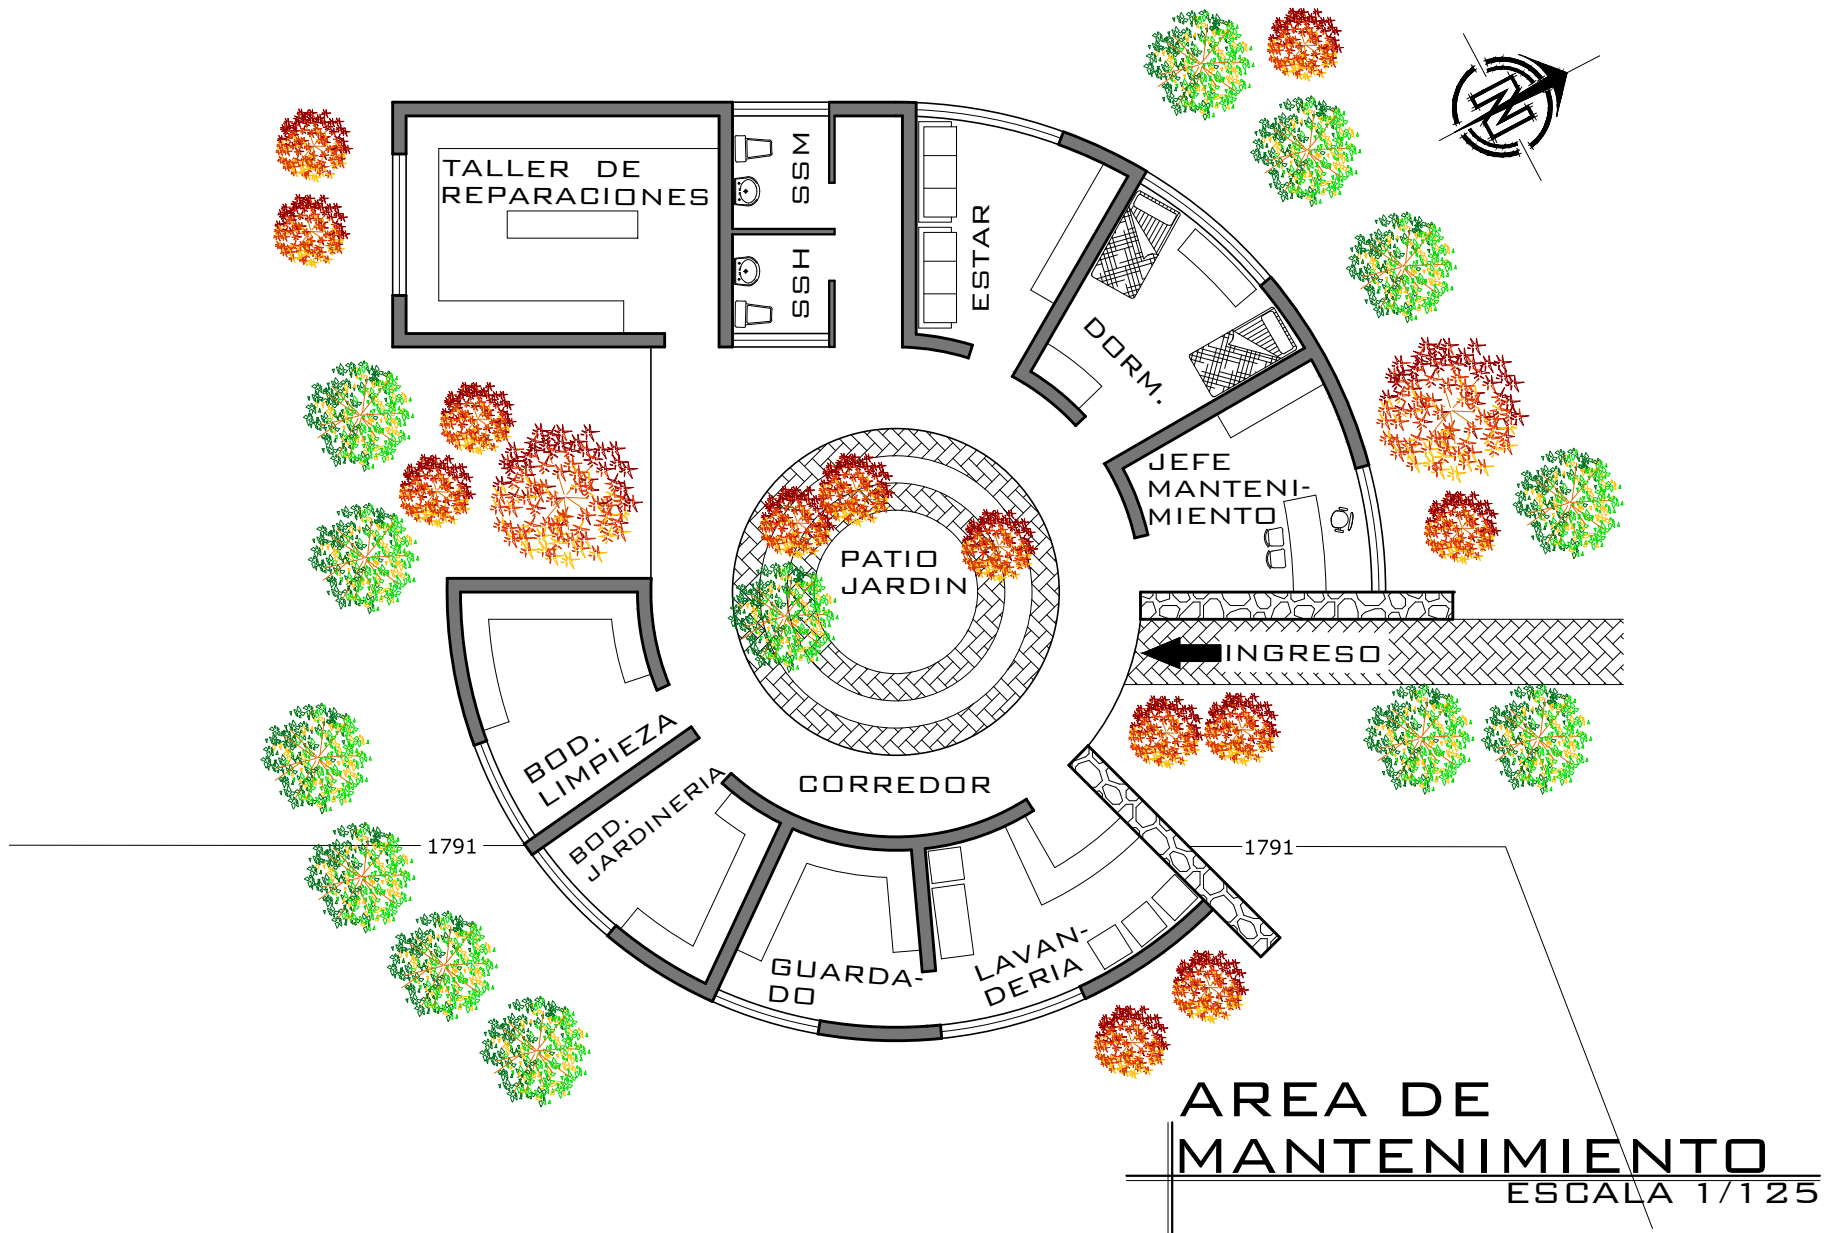 TALLER DE
REPARACIONES
SSM
SSH
ESTAR
DORM.
JEFE
MANTENI-
MIENTO
PATIO
JARDIN
INGRESO
BOD.
LIMPIEZA
BOD.
JARDINERIA
CORREDOR
1791
1791
GUARDA-
DO
LAVAN-
DERIA
N
AREA DE
MANTENIMIENTO
ESCALA 1/125